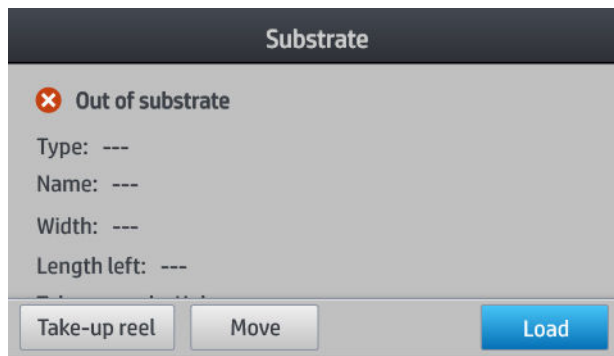 Substrate
Out of substrate
Type: ---
Name: ---
Width: ---
Length left: ---
Take-up reel
Move
Load